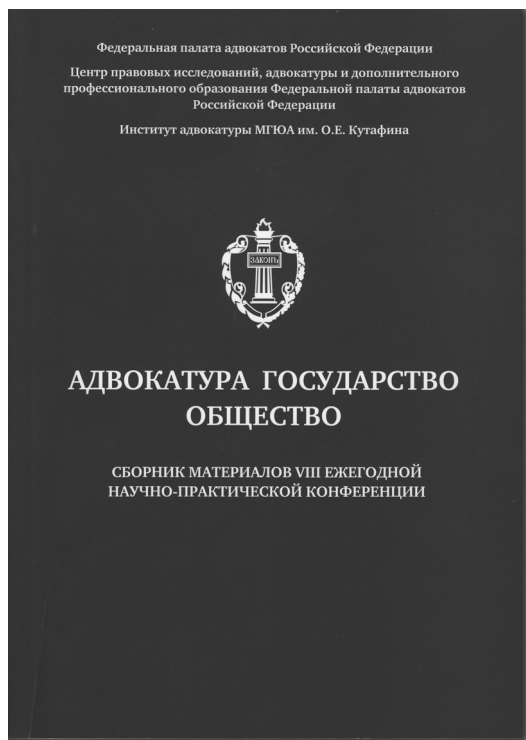 Федеральная палата адвокатов Российской Федерации
Центр правовых исследований, адвокатуры и дополнительного
профессионального образования Федеральной палаты адвокатов
Российской Федерации
Институт адвокатуры МГЮА им. О.Е. Кутафина
ЗАКОНЪ
АДВОКАТУРА ГОСУДАРСТВО
ОБЩЕСТВО
СБОРНИК МАТЕРИАЛОВ VIII ЕЖЕГОДНОЙ
НАУЧНО-ПРАКТИЧЕСКОЙ КОНФЕРЕНЦИИ